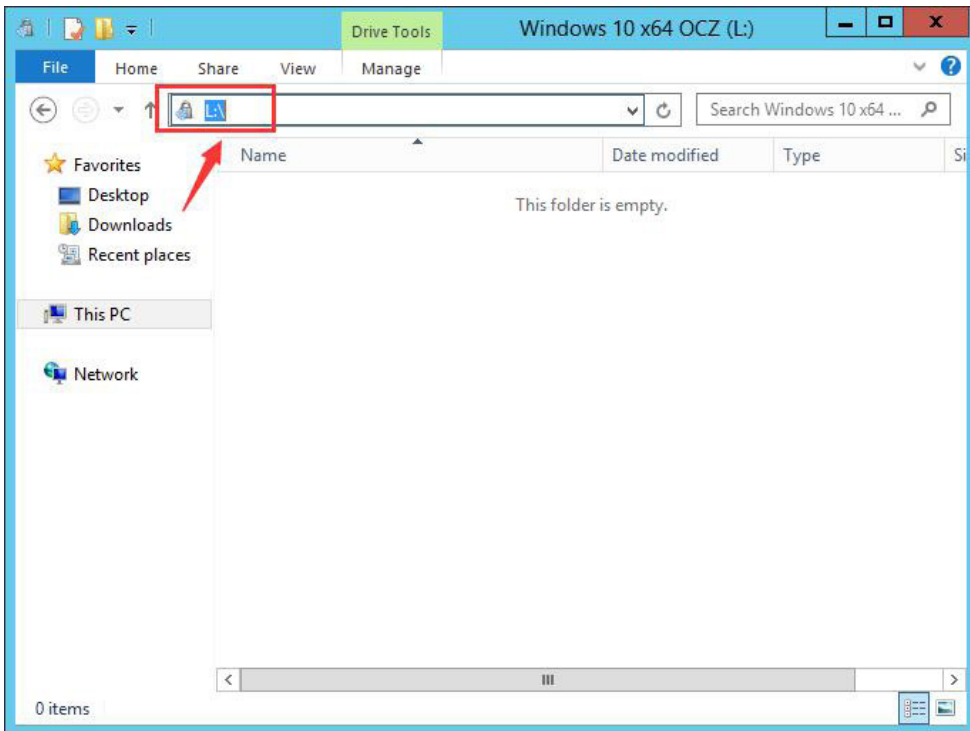 Drive Tools
Windows 10 x64 OCZ (L:)
File Home Share View Manage
L:\
Search Windows 10 x64 ...
Favorites
Desktop
Downloads
Recent places
This PC
Network
Name Date modified Type Si
This folder is empty.
0 items